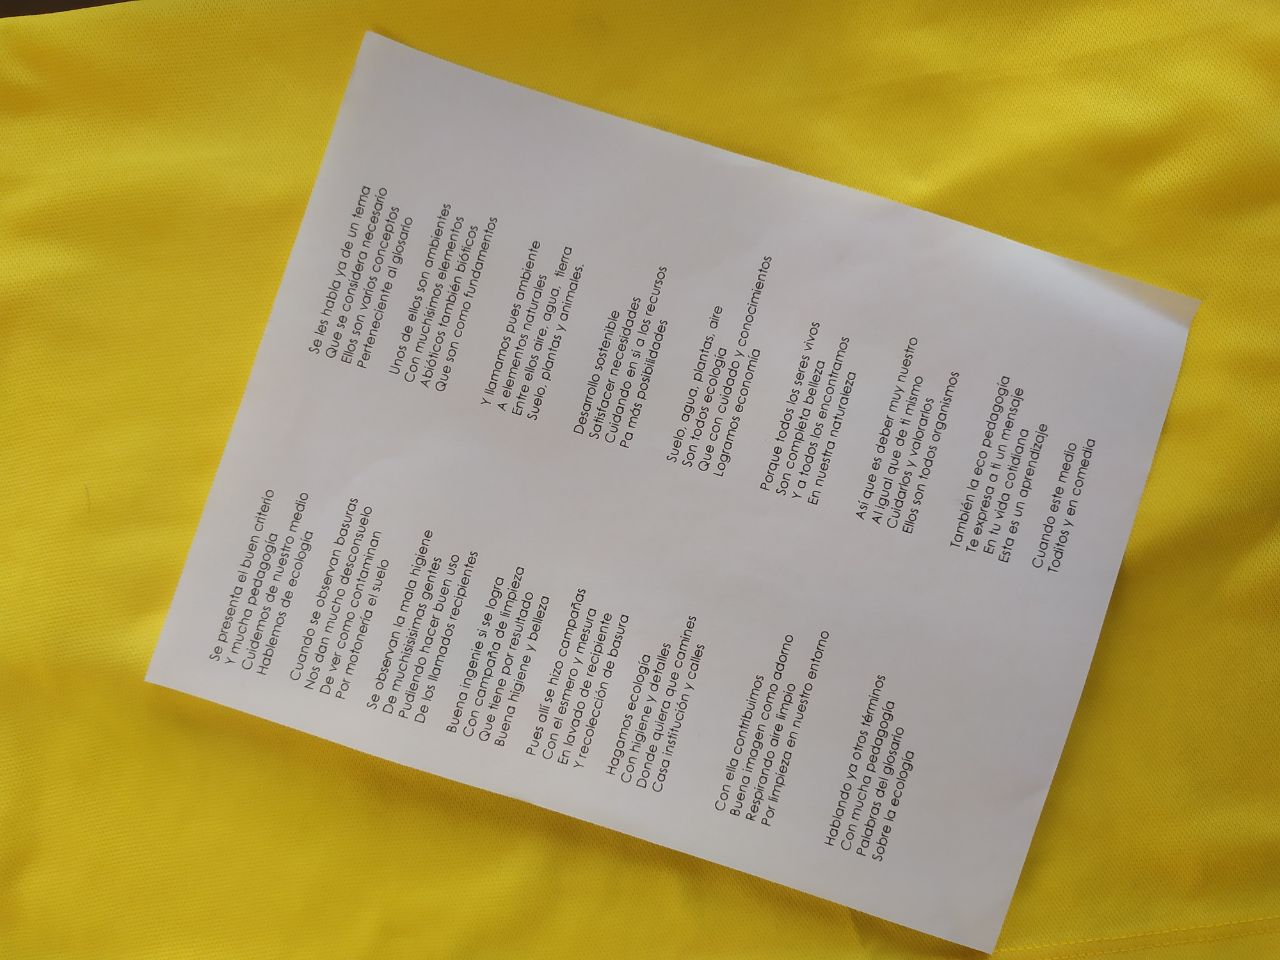 Se presenta el buen criterio
Y mucha pedagogía
Cuidemos de nuestro medio
Hablemos de ecología
Cuando se observan basuras
Nos dan mucho desconsuelo
De ver como contaminan
Por motonería el suelo
Se observan la mala higiene
De muchisisísimas gentes
Pudiendo hacer buen uso
De los llamados recipientes
Buena ingenie si se logra
Con campaña de limpieza
Que tiene por resultado
Buena higiene y belleza
Pues allí se hizo campañas
Con el esmero y mesura
En lavado de recipiente
Y recolección de basura
Hagamos ecología
Con higiene y detalles
Donde quiera que camines
Casa institución y calles
Con ella contribuimos
Buena imagen como adorno
Respirando aire limpio
Por limpieza en nuestro entorno
Hablando ya otros términos
Con mucha pedagogía
Palabras del glosario
Sobre la ecología
Se les habla ya de un tema
Que se considera necesario
Ellos son varios conceptos
Perteneciente al glosario
Unos de ellos son ambientes
Con muchísimos elementos
Abióticos también bióticos
Que son como fundamentos
Y llamamos pues ambiente
A elementos naturales
Entre ellos aire, agua, tierra
Suelo, plantas y animales.
Desarrollo sostenible
Satisfacer necesidades
Cuidando en sí a los recursos
Pa más posibilidades
Suelo, agua, plantas, aire
Son todos ecología
Que con cuidado y conocimientos
Logramos economía
Porque todos los seres vivos
Son completa belleza
Y a todos los encontramos
En nuestra naturaleza
Así que es deber muy nuestro
Al igual que de ti mismo
Cuidarlos y valorarlos
Ellos son todos organismos
También la eco pedagogía
Te expresa a ti un mensaje
En tu vida cotidiana
Esta es un aprendizaje
Cuando este medio
Toditos y en comedia